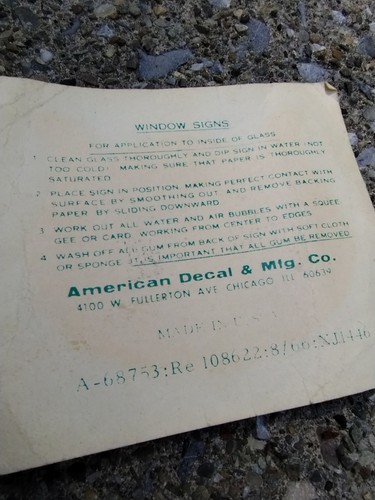 WINDOW SIGNS
FOR APPLICATION TO INSIDE OF GLASS
1 CLEAN GLASS THOROUGHLY AND DIP SIGN IN WATER (NOT
TOO COLD) MAKING SURE THAT PAPER IS THOROUGHLY
SATURATED
2 PLACE SIGN IN POSITION, MAKING PERFECT CONTACT WITH
SURFACE BY SMOOTHING OUT, AND REMOVE BACKING
PAPER BY SLIDING DOWNWARD
3 WORK OUT ALL WATER AND AIR BUBBLES WITH A SQUEE
GEE OR CARD, WORKING FROM CENTER TO EDGES
4 WASH OFF ALL GUM FROM BACK OF SIGN WITH SOFT CLOTH
OR SPONGE IT IS IMPORTANT THAT ALL GUM BE REMOVED
American Decal & Mfg. Co.
4100 W. FULLERTON AVE CHICAGO ILL 60639
MADE IN U.S.A.
A-68753:Re 108622:8/66:NJ1446